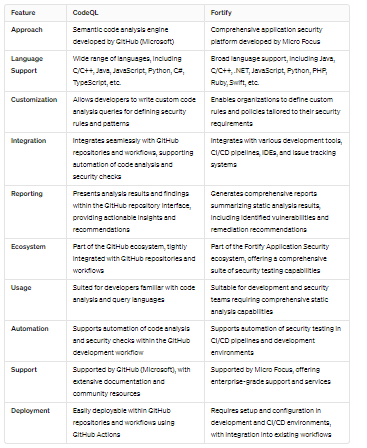 Feature CodeQL Fortify
Approach Semantic code analysis engine Comprehensive application security
developed by GitHub (Microsoft) platform developed by Micro Focus
Language Wide range of languages, including Broad language support, including Java,
Support C/C++, Java, JavaScript, Python, C#, C/C++, .NET, JavaScript, Python, PHP,
TypeScript, etc. Ruby, Swift, etc.
Customization Allows developers to write custom code Enables organizations to define custom
analysis queries for defining security rules and policies tailored to their security
rules and patterns requirements
Integration Integrates seamlessly with GitHub Integrates with various development tools,
repositories and workflows, supporting CI/CD pipelines, IDEs, and issue tracking
automation of code analysis and systems
security checks
Reporting Presents analysis results and findings Generates comprehensive reports
within the GitHub repository interface, summarizing static analysis results,
providing actionable insights and including identified vulnerabilities and
recommendations remediation recommendations
Ecosystem Part of the GitHub ecosystem, tightly Part of the Fortify Application Security
integrated with GitHub repositories and ecosystem, offering a comprehensive
workflows suite of security testing capabilities
Usage Suited for developers familiar with code Suitable for development and security
analysis and query languages teams requiring comprehensive static
analysis capabilities
Automation Supports automation of code analysis Supports automation of security testing in
and security checks within the GitHub CI/CD pipelines and development
development workflow environments
Support Supported by GitHub (Microsoft), with Supported by Micro Focus, offering
extensive documentation and enterprise-grade support and services
community resources
Deployment Easily deployable within GitHub Requires setup and configuration in
repositories and workflows using development and CI/CD environments,
GitHub Actions with integration into existing workflows